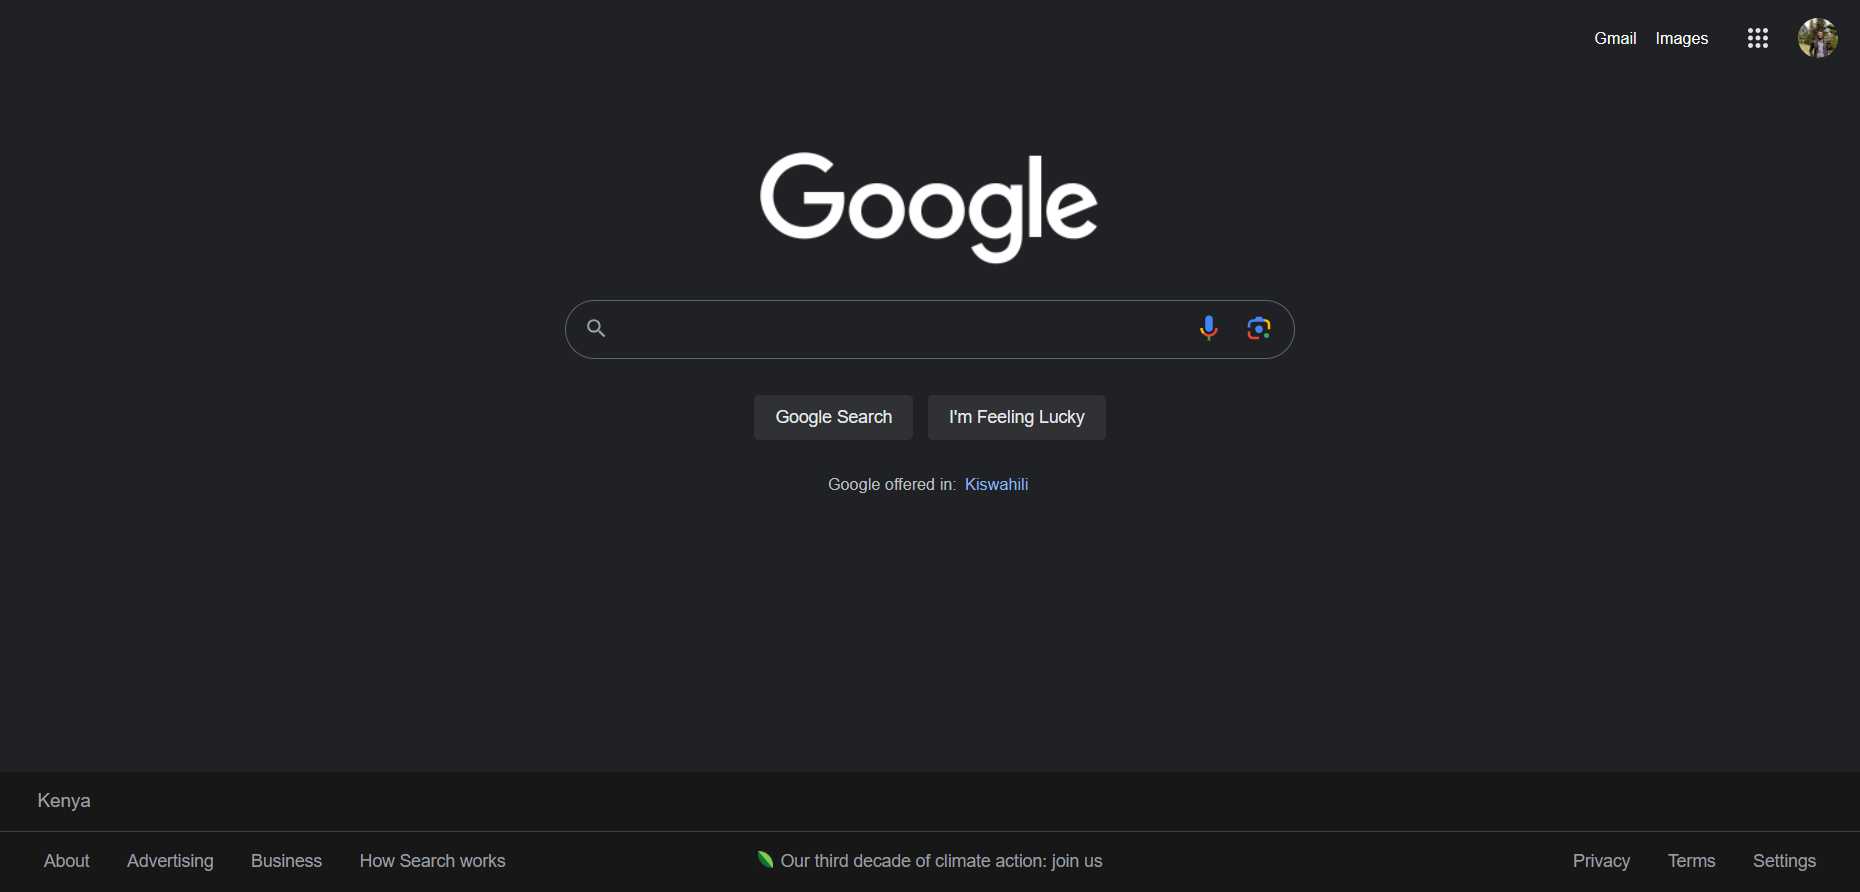 Gmail Images
Google
Google Search I'm Feeling Lucky
Google offered in: Kiswahili
Kenya
About Advertising Business How Search works Our third decade of climate action: join us Privacy Terms Settings